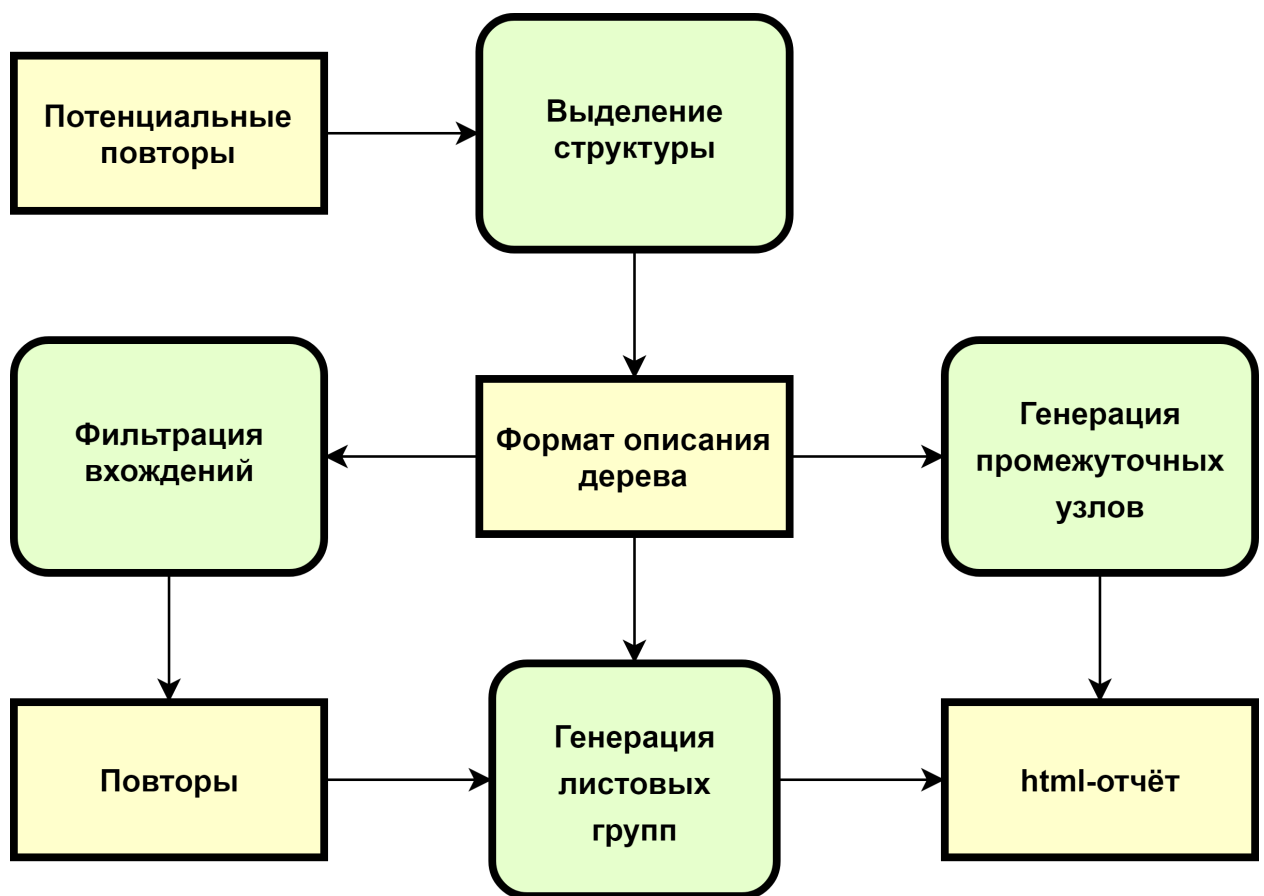 Потенциальные
повторы
Выделение
структуры
Фильтрация
вхождений
Формат описания
дерева
Генерация
промежуточных
узлов
Повторы
Генерация
листовых
групп
html-отчёт